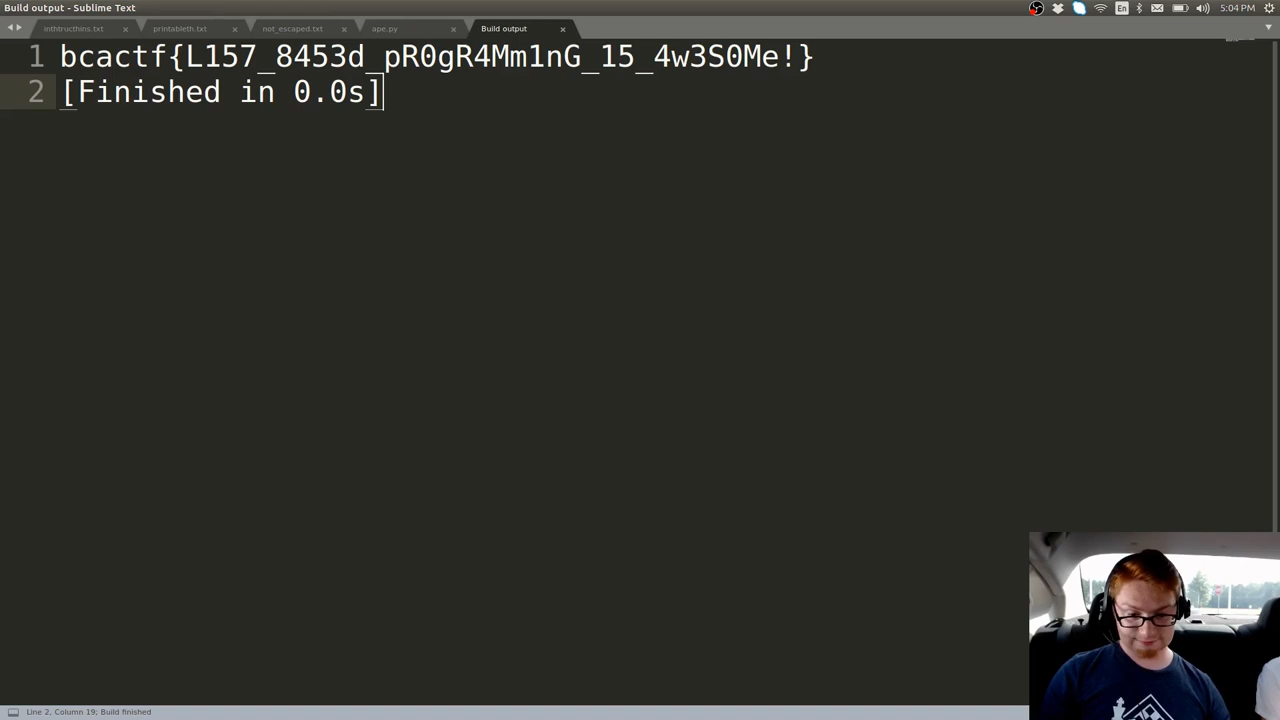 Build output - Sublime Text
En
5:04 PM
inthtructhins.txt
printableth.txt
not_escaped.txt
ape.py
Build output
1 bcactf{L157_8453d_pR0gR4Mm1nG_15_4w3S0Me!}
2 [Finished in 0.0s]
Line 2, Column 19; Build finished